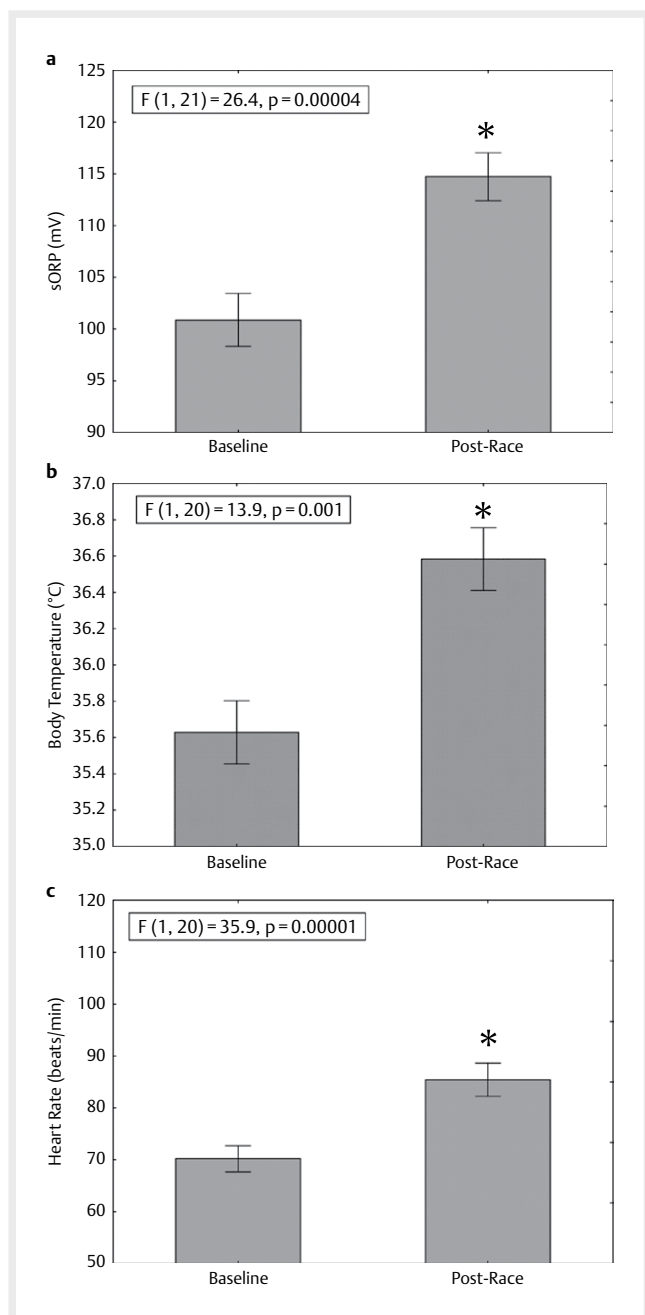 a
125
F (1, 21) = 26.4, p = 0.00004
120
*
115
110
sORP (mV)
105
100
95
90
Baseline Post-Race
b
37.0
F (1, 20) = 13.9, p = 0.001
36.8
*
36.6
36.4
36.2
Body Temperature (°C)
36.0
35.8
35.6
35.4
35.2
35.0
Baseline Post-Race
c
120
F (1, 20) = 35.9, p = 0.00001
110
100
*
90
Heart Rate (beats/min)
80
70
60
50
Baseline Post-Race